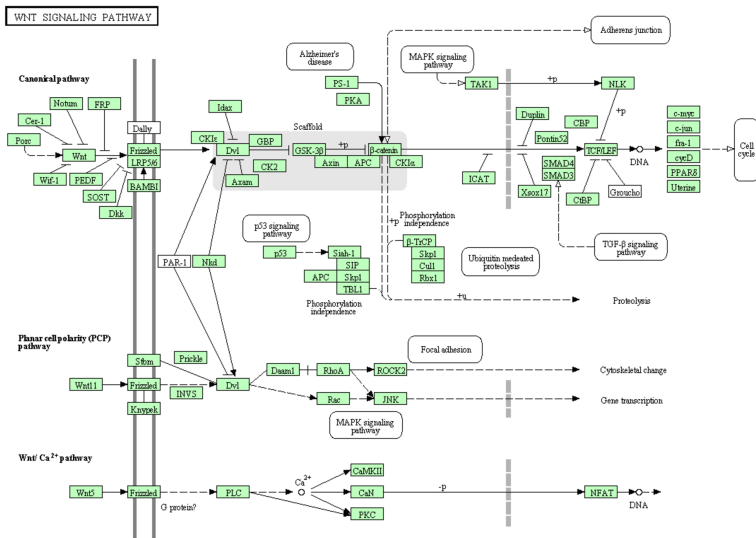 WNT SIGNALING PATHWAY
Adherens junction
Alzheimer's
disease
MAPK signaling
pathway
Canonical pathway
TAK1
+p
NLK
PS-1
PKA
Notum
FRP
Cer-1
Porc
Wnt
Wif-1
PEDF
SOST
Dkk
Dally
Frizzled
LRP5/6
BAMBI
Idax
CKIε
Dvl
GBP
CK2
Axam
Scaffold
GSK-3β
+p
β-catenin
Axin
APC
CKIα
ICAT
Duplin
Pontin52
Xsox17
CBP
+p
TCP/LEF
SMAD4
SMAD3
CtBP
Groucho
DNA
c-myc
c-jun
fra-1
cycD
PPARδ
Uterine
Cell
cycle
TGF-β signaling
pathway
PAR-1
Nkd
p53 signaling
pathway
p53
Siah-1
SIP
APC
Skp1
TBL1
Phosphorylation
independence
Phosphorylation
independence
+p
β-TrCP
Skp1
Cul1
Rbx1
Ubiquitin medeated
proteolysis
+u
Proteolysis
Planar cell polarity (PCP)
pathway
Stbm
Prickle
Wnt11
Frizzled
INVS
Knypek
Dvl
Daam1
RhoA
ROCK2
Focal adhesion
Cytoskeletal change
Rac
JNK
Gene transcription
MAPK signaling
pathway
Wnt/ Ca2+ pathway
Wnt5
Frizzled
G protein?
PLC
Ca2+
CaMKII
CaN
PKC
-p
NFAT
DNA